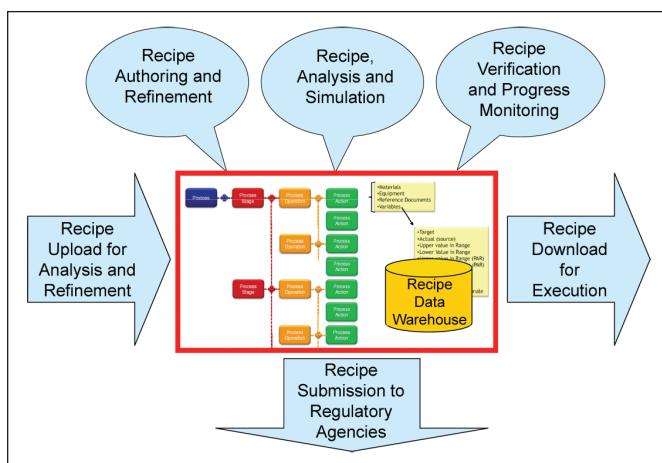 Recipe
Authoring and
Refinement
Recipe,
Analysis and
Simulation
Recipe
Verification
and Progress
Monitoring
Recipe
Upload for
Analysis and
Refinement
Process
Process
Stage
Process
Operation
Process
Action
Process
Action
Process
Operation
Process
Action
Process
Action
Process
Stage
Process
Operation
Process
Action
Process
Action
Process
Operation
Process
Action
•Materials
•Equipment
•Reference Documents
•Variables
•Target
•Actual (source)
•Upper value in Range
•Lower Value in Range
(PAR)
(PAR)
Recipe
Data
Warehouse
Recipe
Download
for
Execution
Recipe
Submission to
Regulatory
Agencies